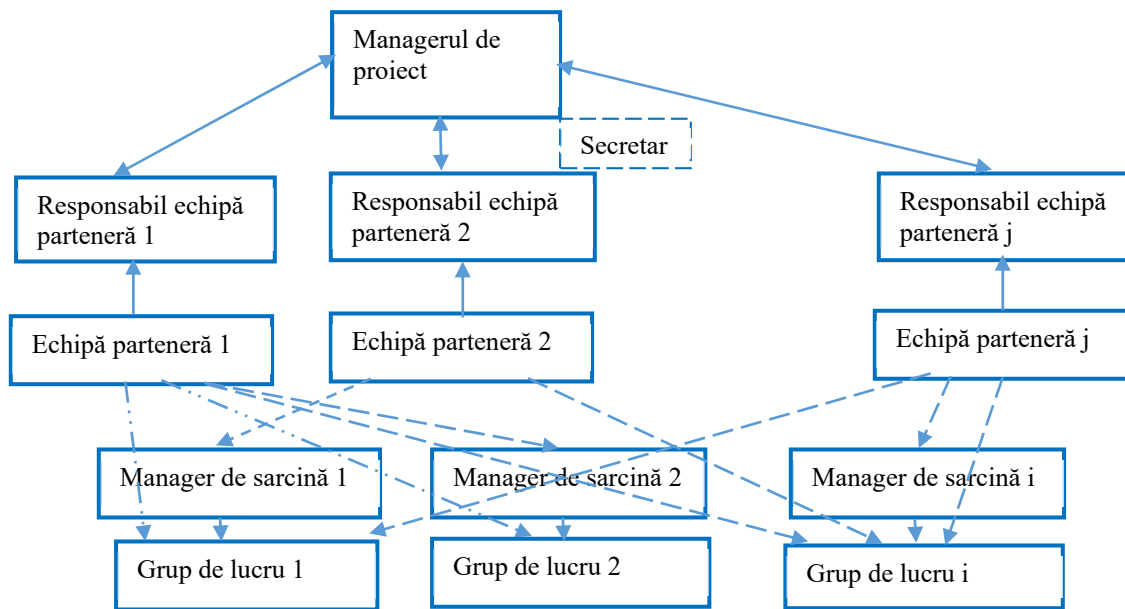 Managerul de
proiect
Secretar
Responsabil echipă
parteneră 1
Responsabil echipă
parteneră 2
Responsabil echipă
parteneră j
Echipă parteneră 1
Echipă parteneră 2
Echipă parteneră j
Manager de sarcină 1
Manager de sarcină 2
Manager de sarcină i
Grup de lucru 1
Grup de lucru 2
Grup de lucru i